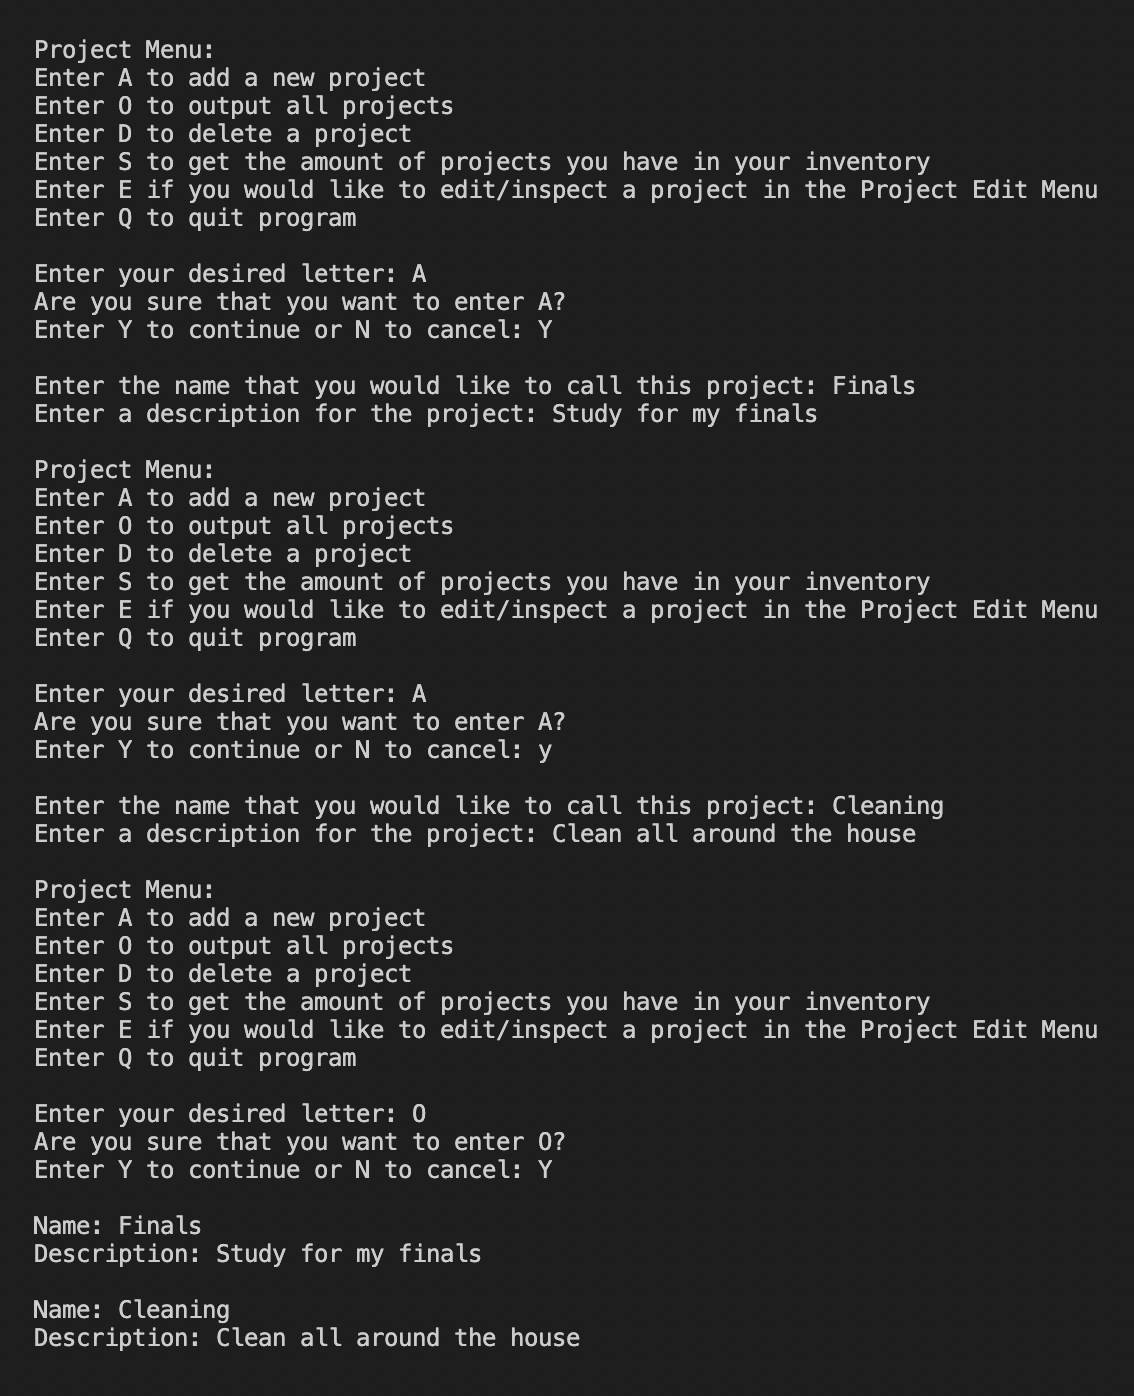 Project Menu:
Enter A to add a new project
Enter O to output all projects
Enter D to delete a project
Enter S to get the amount of projects you have in your inventory
Enter E if you would like to edit/inspect a project in the Project Edit Menu
Enter Q to quit program
Enter your desired letter: A
Are you sure that you want to enter A?
Enter Y to continue or N to cancel: Y
Enter the name that you would like to call this project: Finals
Enter a description for the project: Study for my finals
Project Menu:
Enter A to add a new project
Enter O to output all projects
Enter D to delete a project
Enter S to get the amount of projects you have in your inventory
Enter E if you would like to edit/inspect a project in the Project Edit Menu
Enter Q to quit program
Enter your desired letter: A
Are you sure that you want to enter A?
Enter Y to continue or N to cancel: y
Enter the name that you would like to call this project: Cleaning
Enter a description for the project: Clean all around the house
Project Menu:
Enter A to add a new project
Enter O to output all projects
Enter D to delete a project
Enter S to get the amount of projects you have in your inventory
Enter E if you would like to edit/inspect a project in the Project Edit Menu
Enter Q to quit program
Enter your desired letter: O
Are you sure that you want to enter O?
Enter Y to continue or N to cancel: Y
Name: Finals
Description: Study for my finals
Name: Cleaning
Description: Clean all around the house